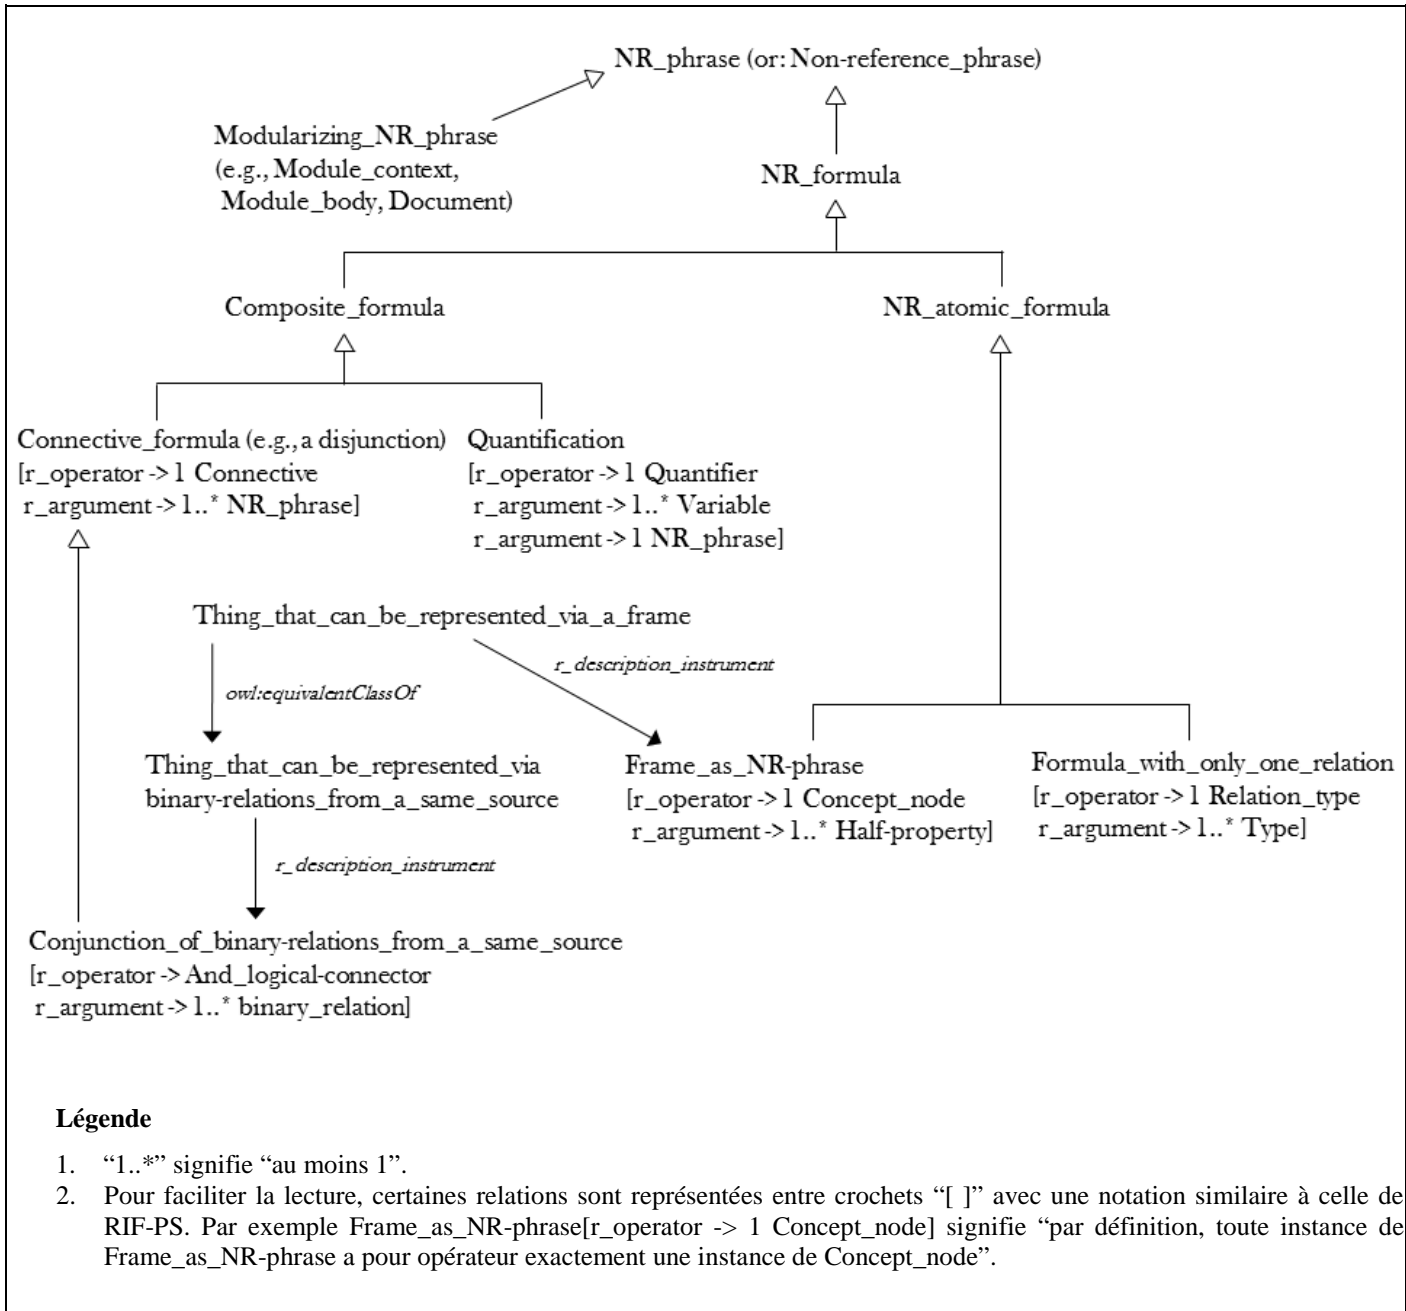 NR_phrase (or: Non-reference_phrase)
Modularizing_NR_phrase
(e.g., Module_context,
Module_body, Document)
NR_formula
Composite_formula
NR_atomic_formula
Connective_formula (e.g., a disjunction)
[r_operator -> 1 Connective
r_argument -> 1..* NR_phrase]
Quantification
[r_operator -> 1 Quantifier
r_argument -> 1..* Variable
r_argument -> 1 NR_phrase]
Thing_that_can_be_represented_via_a_frame
r_description_instrument
owl:equivalentClassOf
Thing_that_can_be_represented_via
binary-relations_from_a_same_source
Frame_as_NR-phrase
[r_operator -> 1 Concept_node
r_argument -> 1..* Half-property]
Formula_with_only_one_relation
[r_operator -> 1 Relation_type
r_argument -> 1..* Type]
r_description_instrument
Conjunction_of_binary-relations_from_a_same_source
[r_operator -> And_logical-connector
r_argument -> 1..* binary_relation]
Légende
1. “1..*” signifie “au moins 1”.
2. Pour faciliter la lecture, certaines relations sont représentées entre crochets “[ ]” avec une notation similaire à celle de
RIF-PS. Par exemple Frame_as_NR-phrase[r_operator -> 1 Concept_node] signifie “par définition, toute instance de
Frame_as_NR-phrase a pour opérateur exactement une instance de Concept_node”.